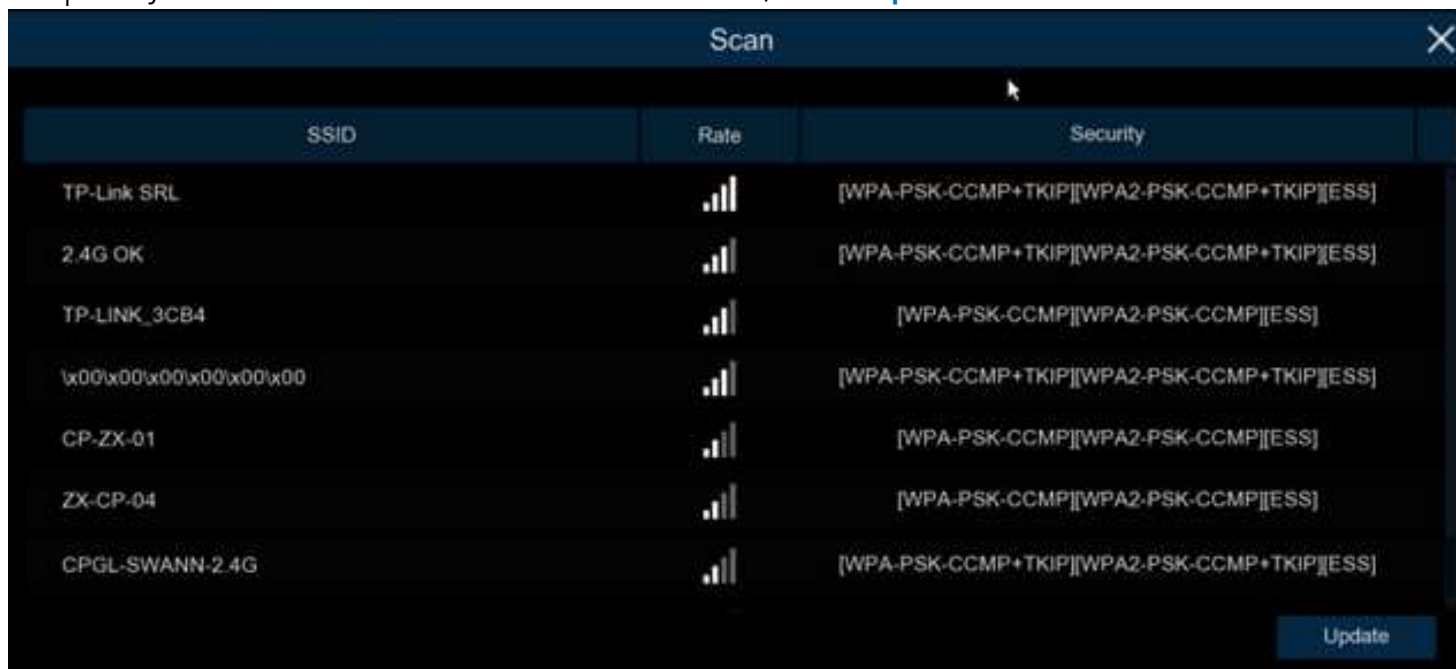 Scan
SSID Rate Security
TP-Link SRL [WPA-PSK-CCMP+TKIP][WPA2-PSK-CCMP+TKIP][ESS]
2.4G OK [WPA-PSK-CCMP+TKIP][WPA2-PSK-CCMP+TKIP][ESS]
TP-LINK_3CB4 [WPA-PSK-CCMP][WPA2-PSK-CCMP][ESS]
\x00\x00\x00\x00\x00\x00 [WPA-PSK-CCMP+TKIP][WPA2-PSK-CCMP+TKIP][ESS]
CP-ZX-01 [WPA-PSK-CCMP][WPA2-PSK-CCMP][ESS]
ZX-CP-04 [WPA-PSK-CCMP][WPA2-PSK-CCMP][ESS]
CPGL-SWANN-2.4G [WPA-PSK-CCMP+TKIP][WPA2-PSK-CCMP+TKIP][ESS]
Update